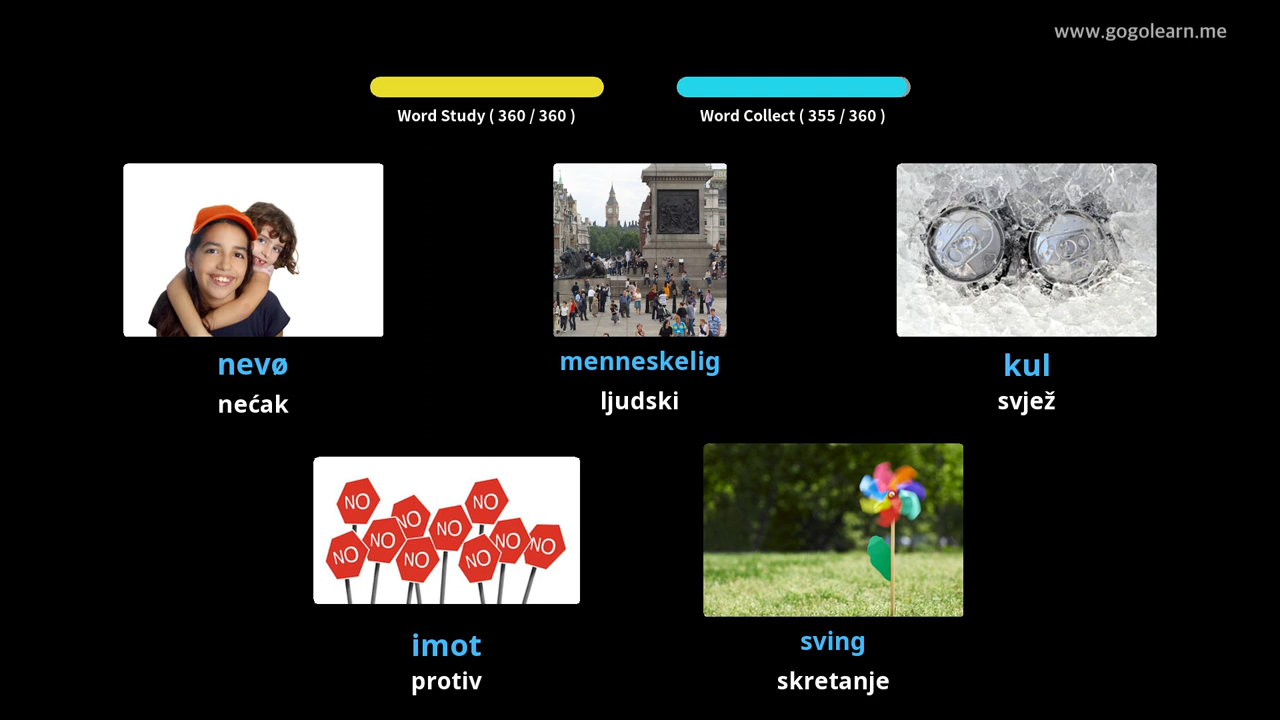 www.gogolearn.me
Word Study ( 360 / 360 )
Word Collect ( 355 / 360 )
nevø
menneskelig
kul
nećak
ljudski
svjež
NO
NO
NO
NO
NO
NO
NO
NO
NO
NO
imot
sving
protiv
skretanje